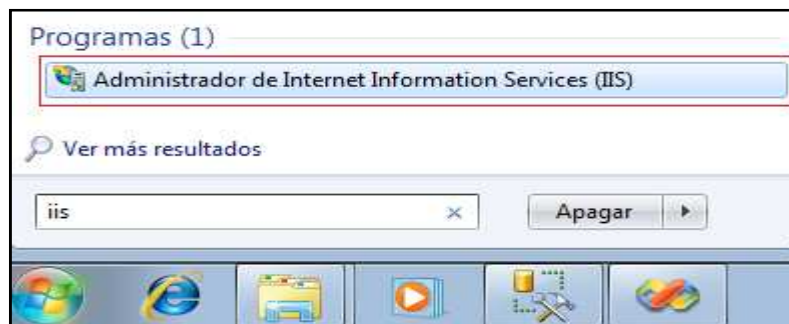 Programas (1)
Administrador de Internet Information Services (IIS)
Ver más resultados
iis
Apagar